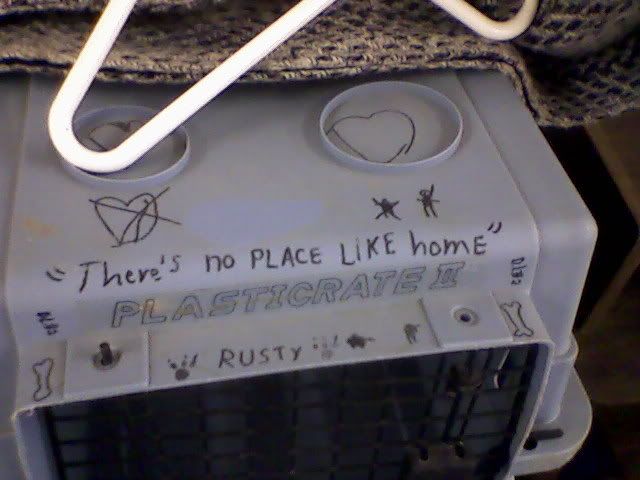 "There's no PLACE LIKE home"
PLASTICRATE II
RUSTY